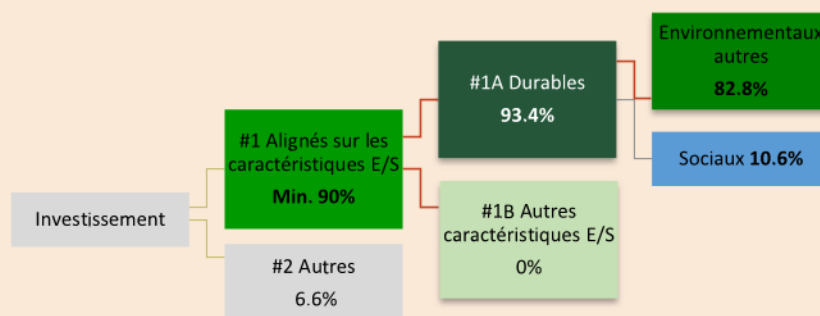 Investissement
#1 Alignés sur les
caractéristiques E/S
Min. 90%
#2 Autres
6.6%
#1A Durables
93.4%
#1B Autres
caractéristiques E/S
0%
Environnementaux
autres
82.8%
Sociaux 10.6%